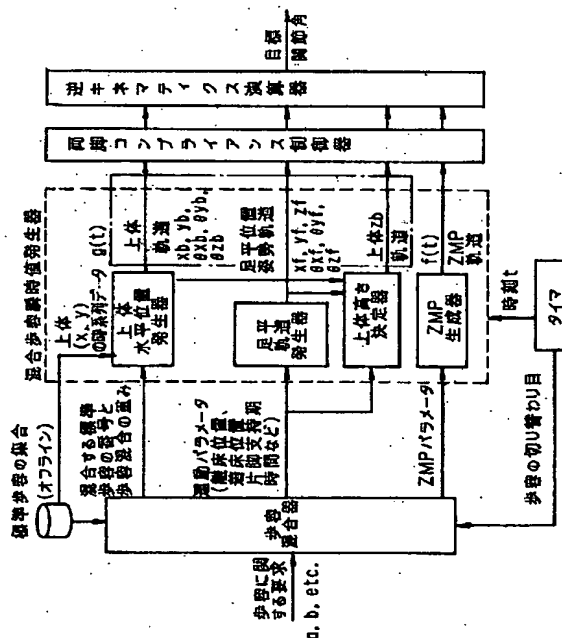 標準歩容の集合
(オフライン)
混合歩容瞬時値発生器
上体
(x, y)
の時系列データ
混合する標準
歩容の番号と
歩容混合の重み
上体
水平位置
発生器
g(t)
上体
軌道
xb, yb,
θxb, θyb,
θzb
歩容に関
する要求
a, b, etc.
歩容
混合器
運動パラメータ
(離床位置、
着床位置
片脚支持期
時間など)
足平
軌道
発生器
足平位置
姿勢軌道
xf, yf, zf
θxf, θyf,
θzf
上体高さ
決定器
上体zb
軌道
ZMPパラメータ
ZMP
生成器
f(t)
ZMP
軌道
両脚コンプライアンス制御器
逆キネマティクス演算器
目標
関節角
時刻t
タイマ
歩容の切り替わり目